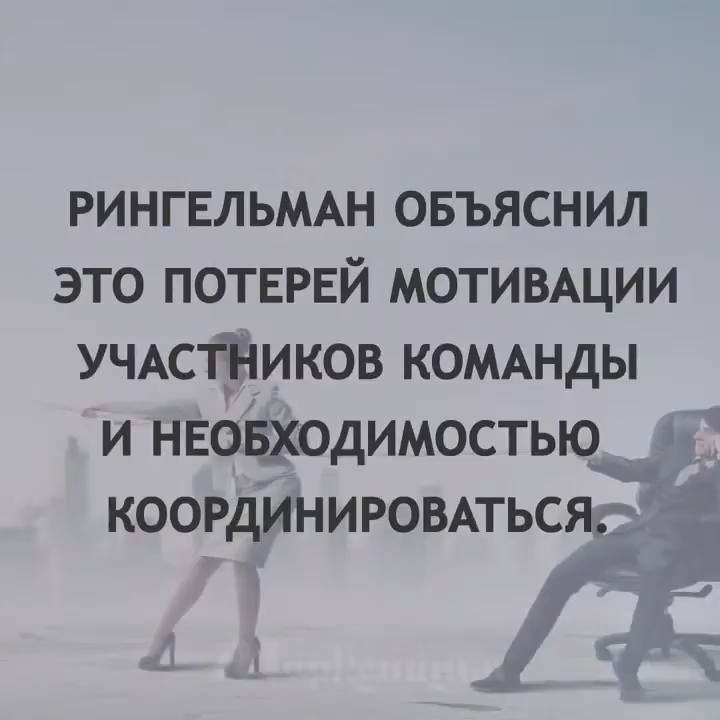 РИНГЕЛЬМАН ОБЪЯСНИЛ
ЭТО ПОТЕРЕЙ МОТИВАЦИИ
УЧАСТНИКОВ КОМАНДЫ
И НЕОБХОДИМОСТЬЮ
КООРДИНИРОВАТЬСЯ.